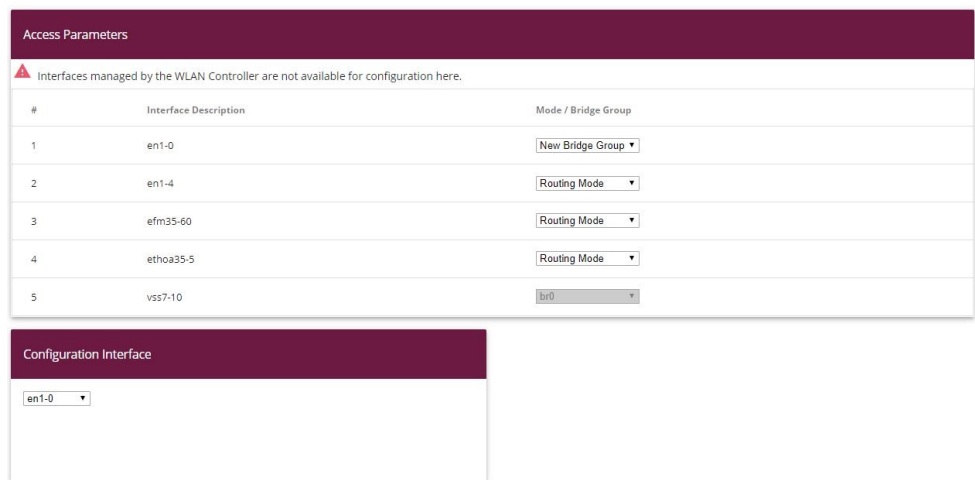 Access Parameters
Interfaces managed by the WLAN Controller are not available for configuration here.
# Interface Description Mode / Bridge Group
1 en1-0 New Bridge Group
2 en1-4 Routing Mode
3 efm35-60 Routing Mode
4 ethoa35-5 Routing Mode
5 vss7-10 br0
Configuration Interface
en1-0